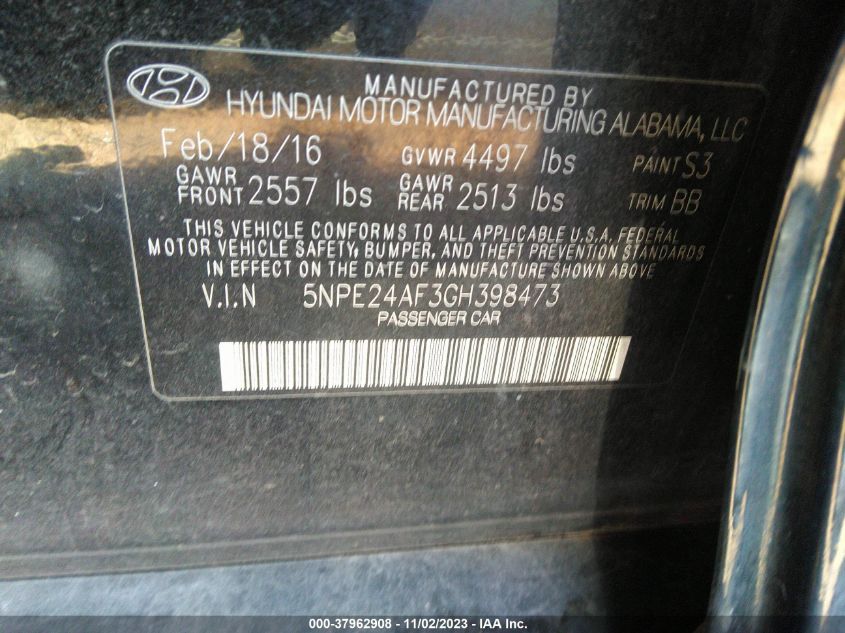 MANUFACTURED BY
HYUNDAI MOTOR MANUFACTURING ALABAMA, LLC
Feb/18/16 GVWR 4497 lbs PAINT S3
GAWR FRONT 2557 lbs GAWR REAR 2513 lbs TRIM BB
THIS VEHICLE CONFORMS TO ALL APPLICABLE U.S.A. FEDERAL
MOTOR VEHICLE SAFETY, BUMPER, AND THEFT PREVENTION STANDARDS
IN EFFECT ON THE DATE OF MANUFACTURE SHOWN ABOVE
V.I.N 5NPE24AF3GH398473
PASSENGER CAR
000-37962908 - 11/02/2023 - IAA Inc.